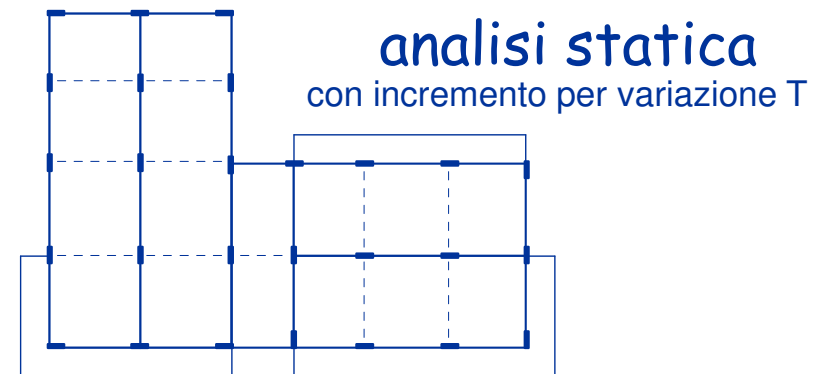 analisi statica
con incremento per variazione T